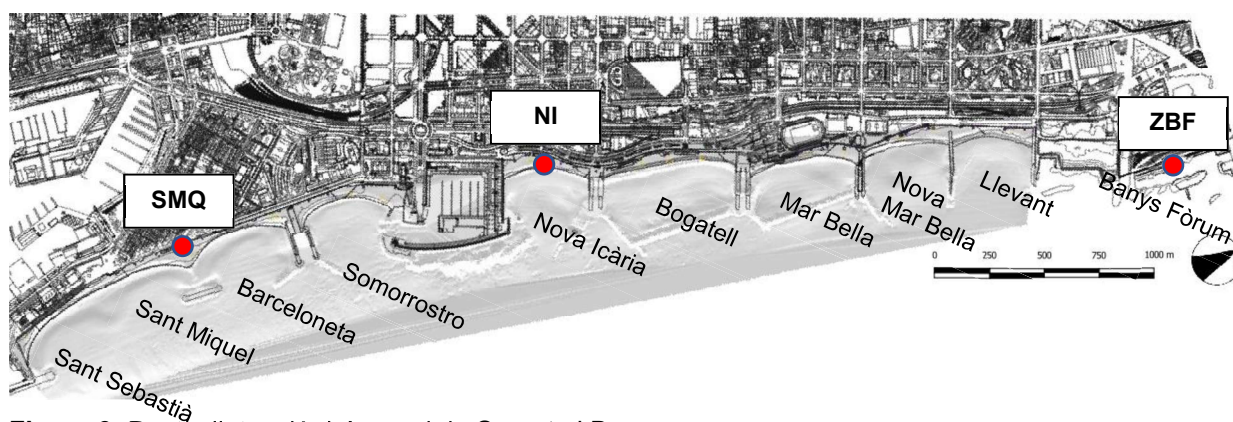 NI
ZBF
SMQ
Nova Icària
Bogatell
Mar Bella
Nova
Mar Bella
Llevant
Banys Fòrum
Somorrostro
Barceloneta
Sant Miquel
Sant Sebastià
0 250 500 750 1000 m